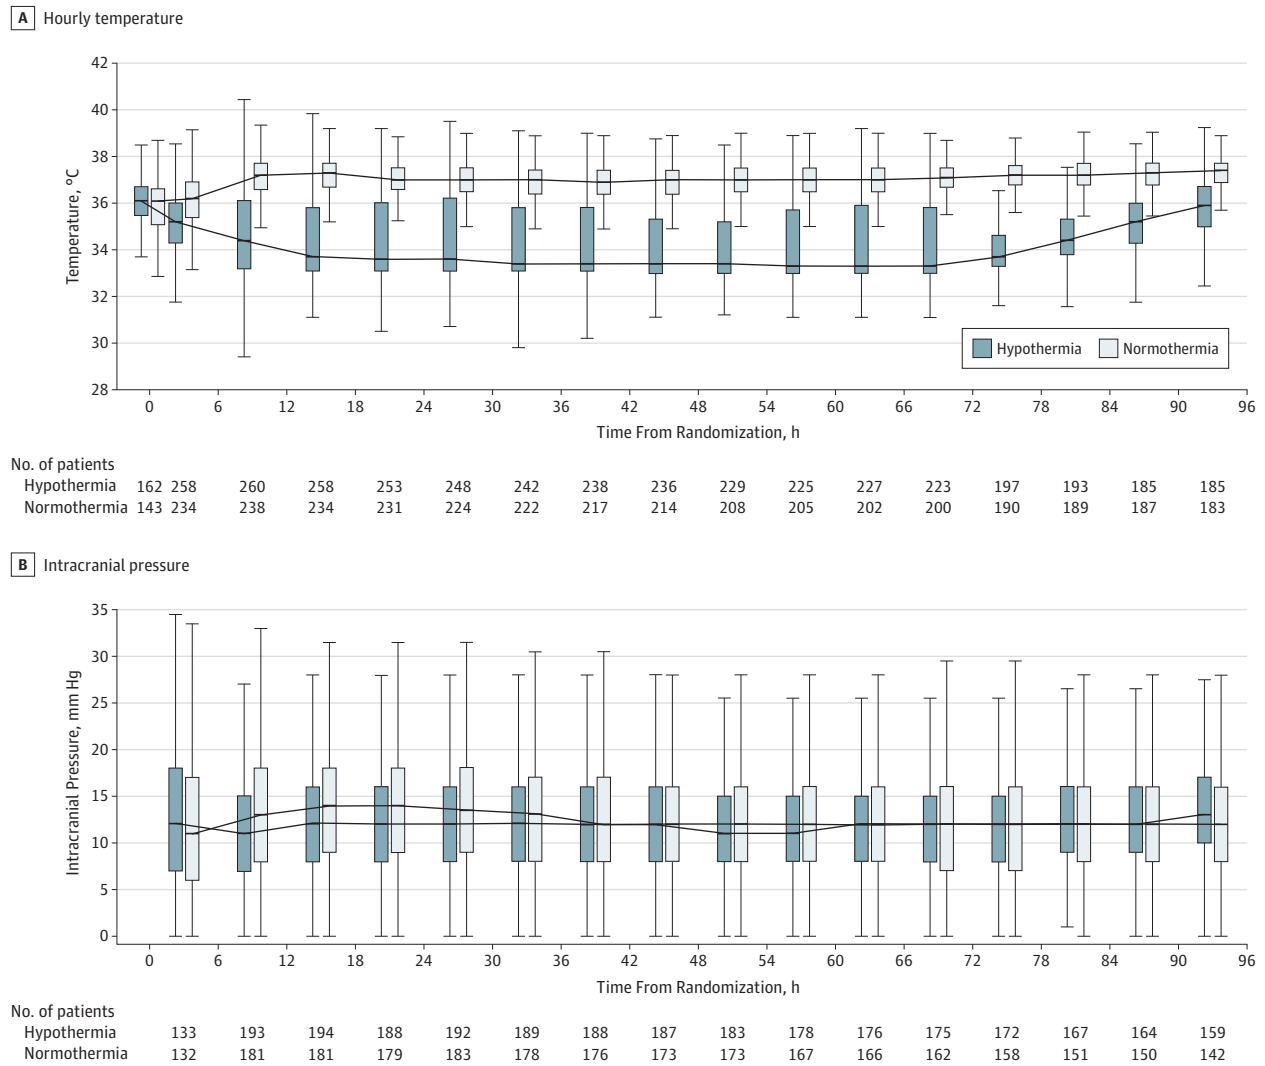 A Hourly temperature
42
40
38
36
34
32
30
28
Temperature, °C
Hypothermia Normothermia
0 6 12 18 24 30 36 42 48 54 60 66 72 78 84 90 96
Time From Randomization, h
No. of patients
Hypothermia 162 258 260 258 253 248 242 238 236 229 225 227 223 197 193 185 185
Normothermia 143 234 238 234 231 224 222 217 214 208 205 202 200 190 189 187 183
B Intracranial pressure
35
30
25
20
15
10
5
0
Intracranial Pressure, mm Hg
0 6 12 18 24 30 36 42 48 54 60 66 72 78 84 90 96
Time From Randomization, h
No. of patients
Hypothermia 133 193 194 188 192 189 188 187 183 178 176 175 172 167 164 159
Normothermia 132 181 181 179 183 178 176 173 173 167 166 162 158 151 150 142